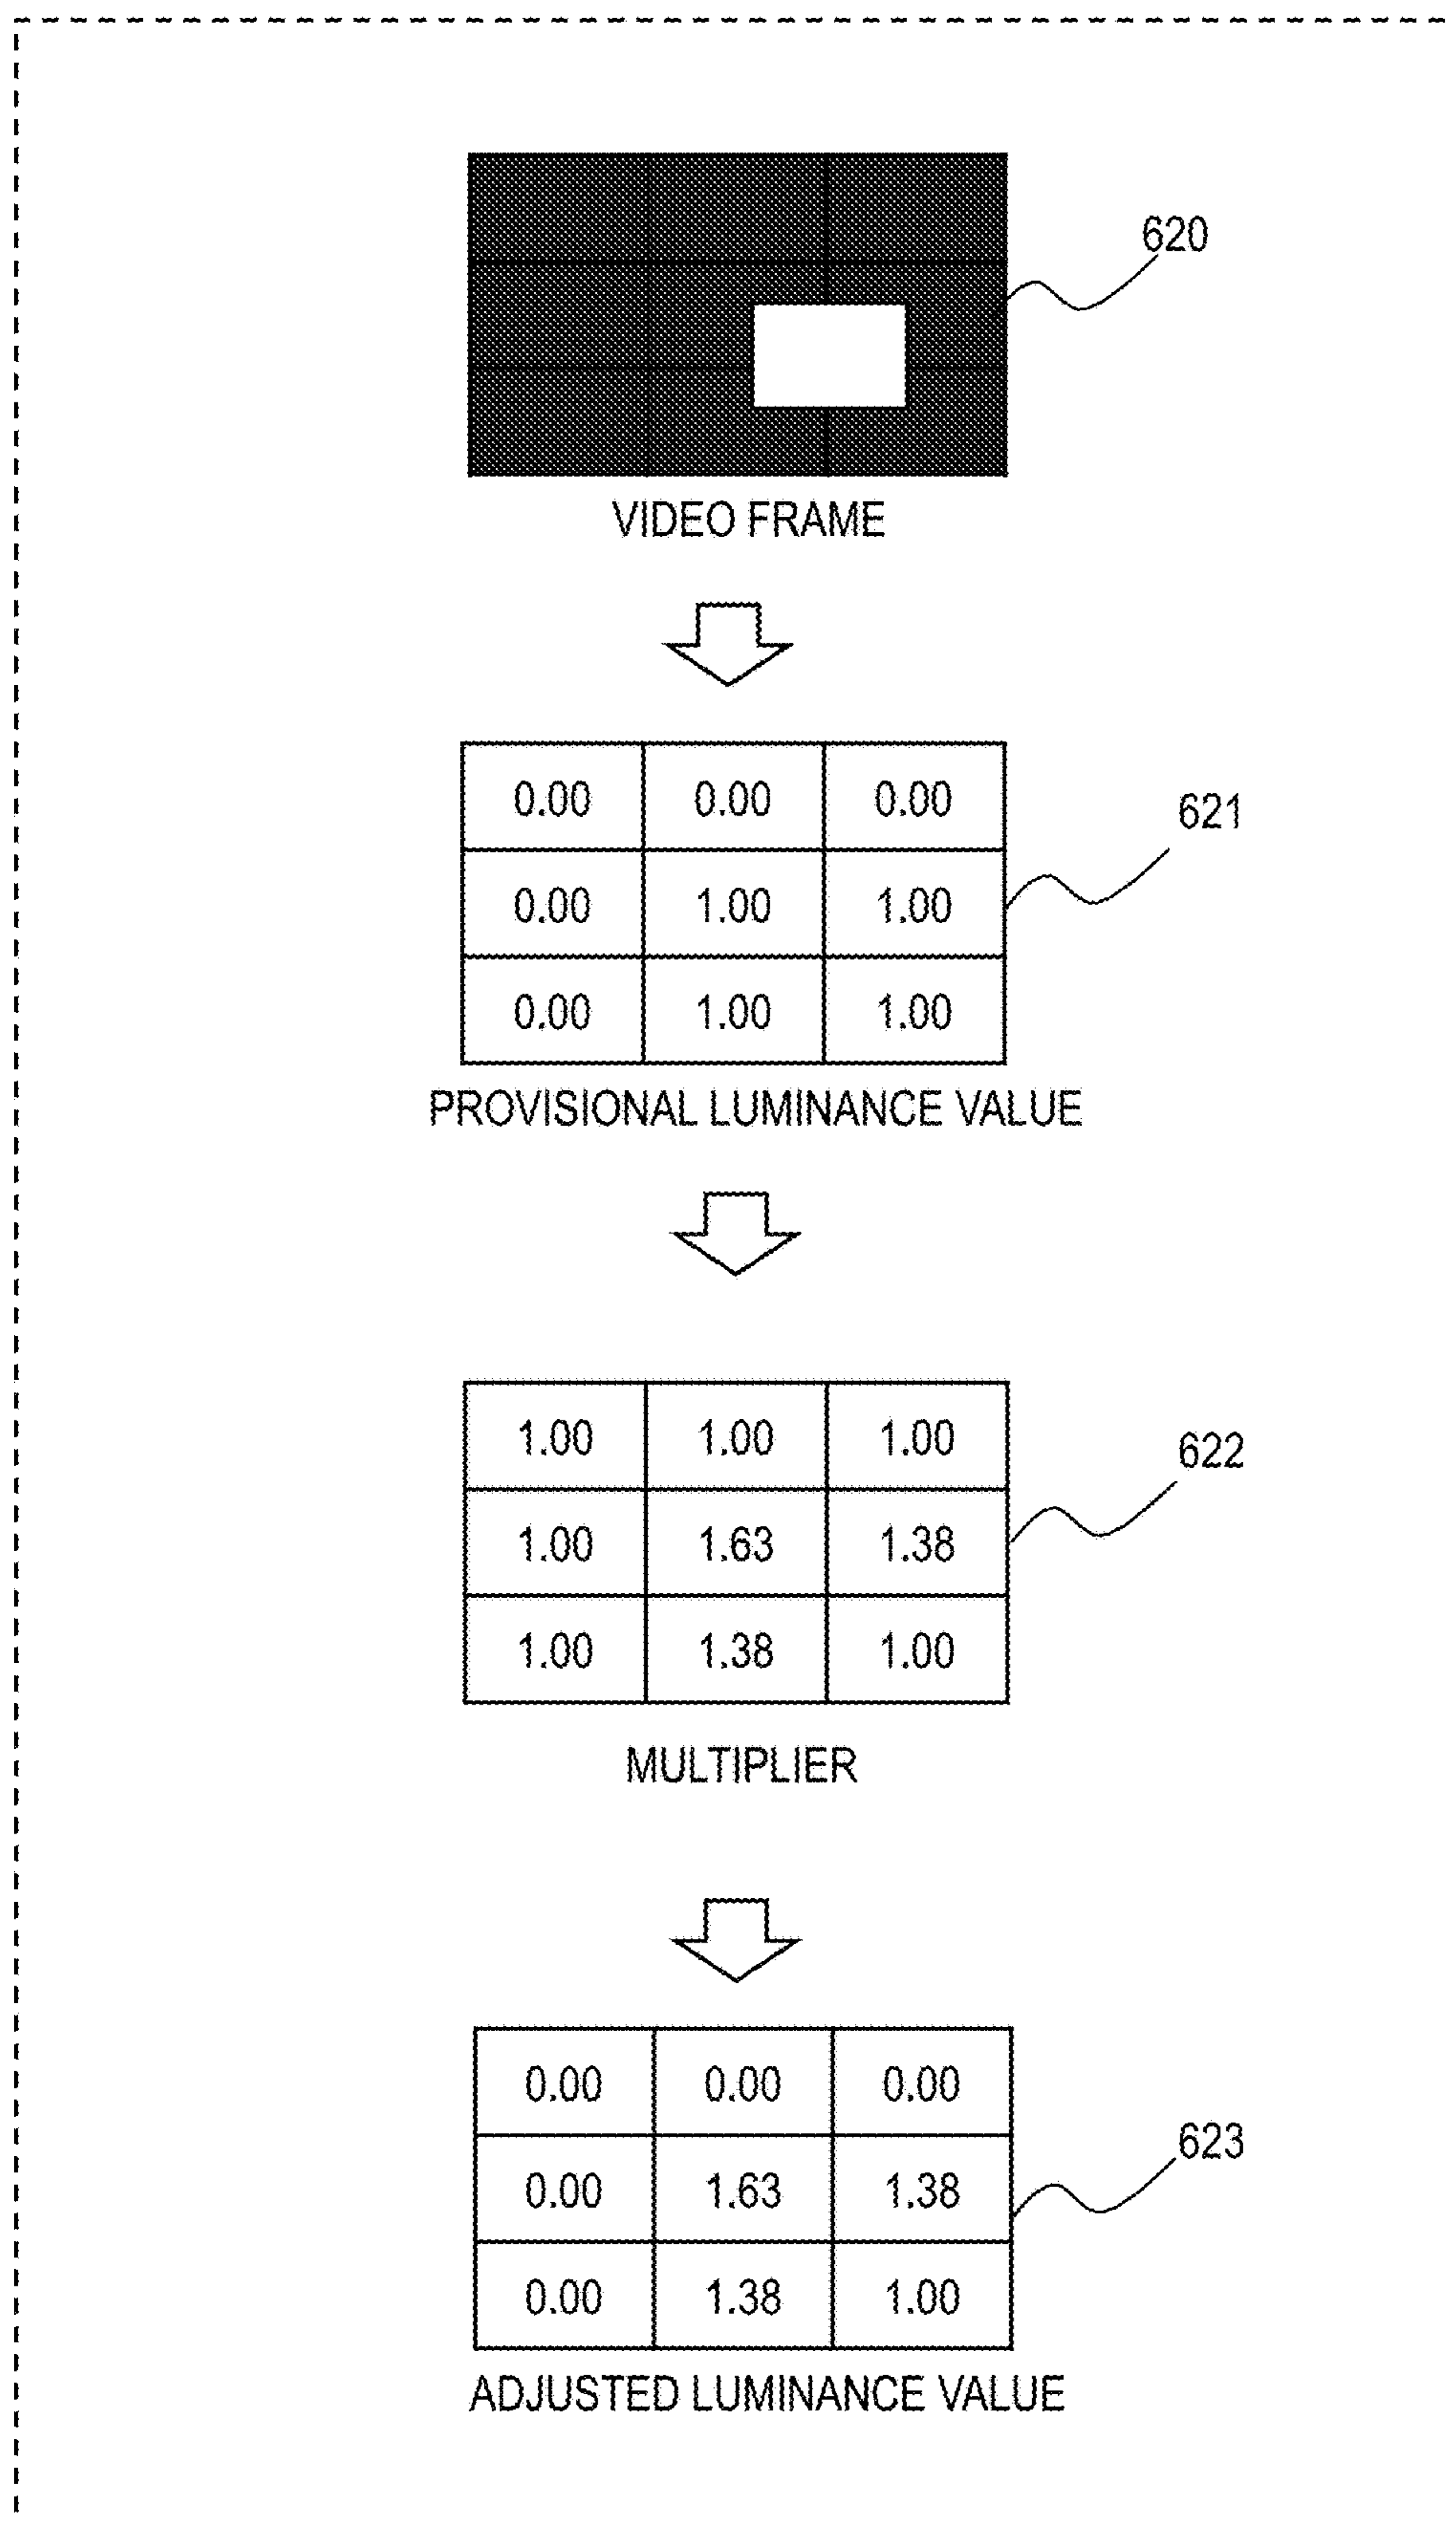 620
VIDEO FRAME
0.00 0.00 0.00
0.00 1.00 1.00
0.00 1.00 1.00
621
PROVISIONAL LUMINANCE VALUE
1.00 1.00 1.00
1.00 1.63 1.38
1.00 1.38 1.00
622
MULTIPLIER
0.00 0.00 0.00
0.00 1.63 1.38
0.00 1.38 1.00
623
ADJUSTED LUMINANCE VALUE